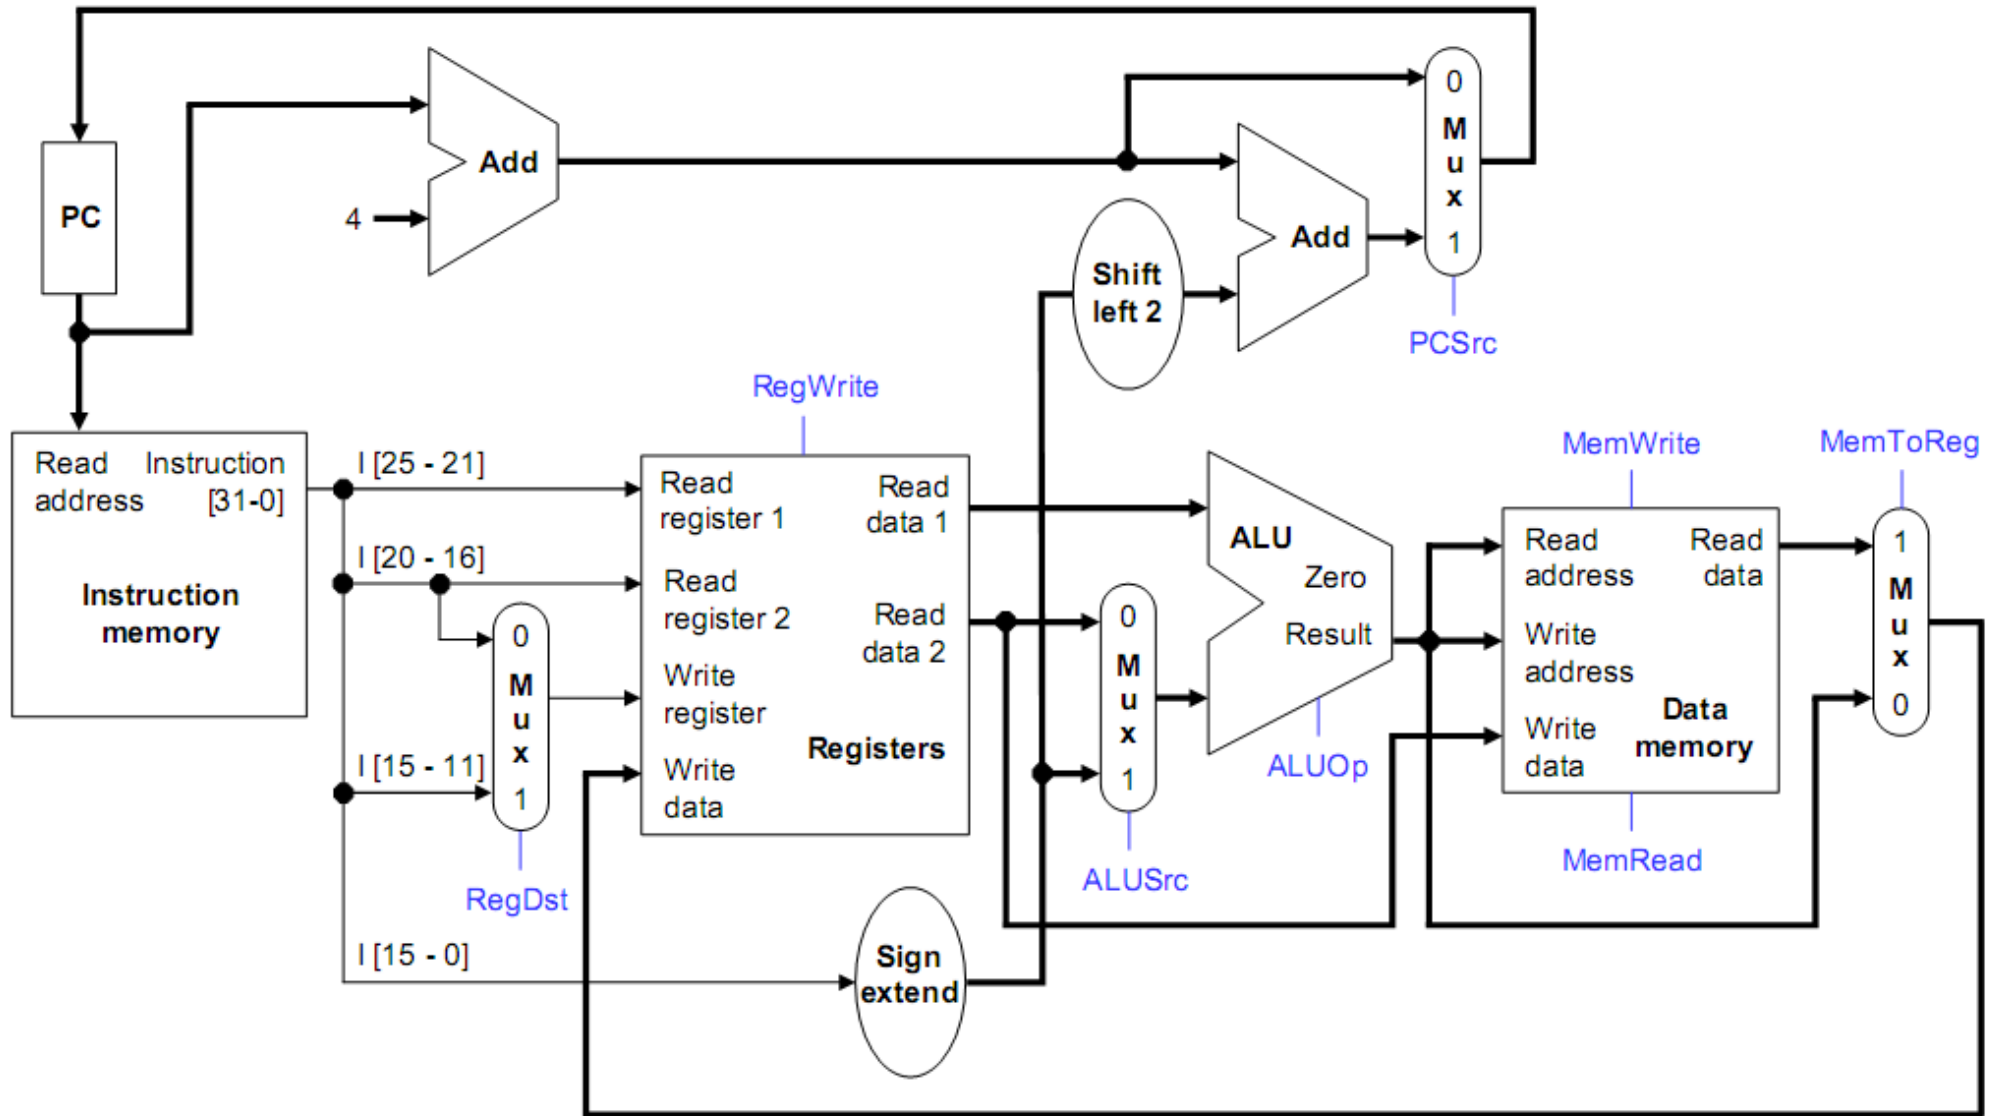 PC
Add
4
Add
Shift
left 2
0
M
u
x
1
PCSrc
Read
address
Instruction
[31-0]
Instruction
memory
I [25 - 21]
I [20 - 16]
I [15 - 11]
I [15 - 0]
0
M
u
x
1
RegDst
RegWrite
Read
register 1
Read
data 1
Read
register 2
Read
data 2
Write
register
Registers
Write
data
Sign
extend
0
M
u
x
1
ALUSrc
ALU
Zero
Result
ALUOp
MemWrite
Read
address
Read
data
Write
address
Data
memory
Write
data
MemRead
MemToReg
1
M
u
x
0